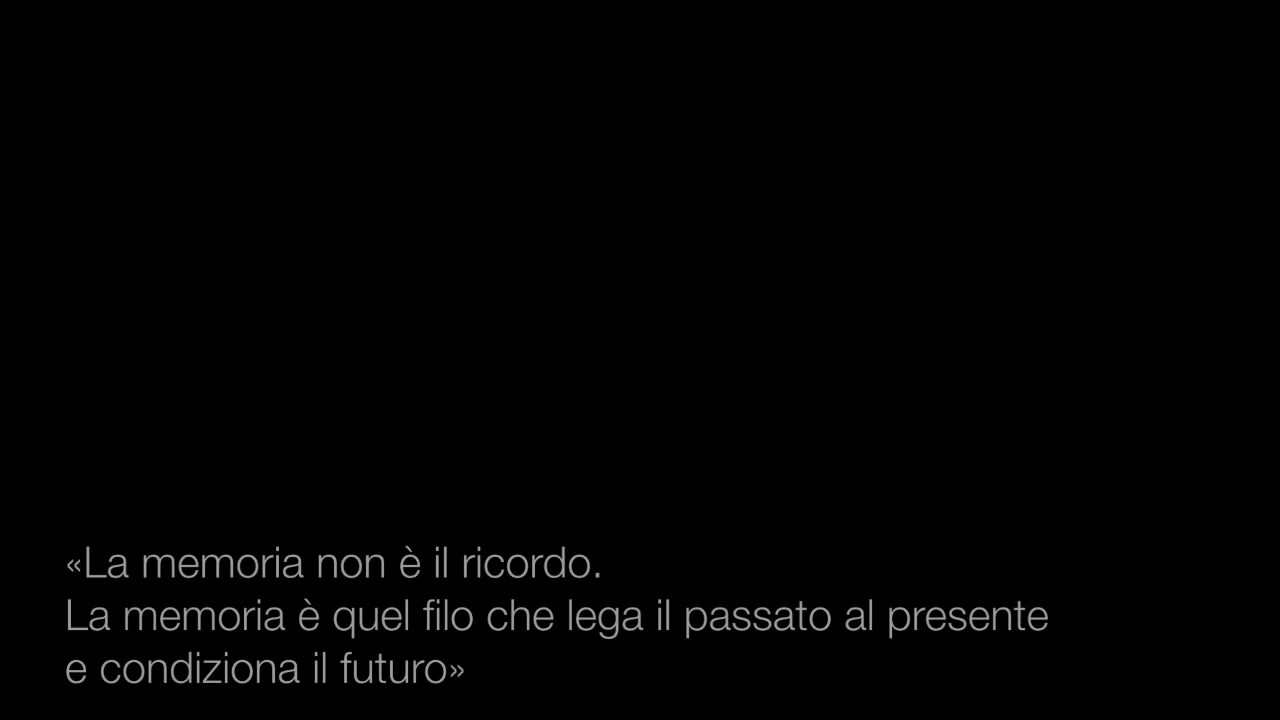 «La memoria non è il ricordo.
La memoria è quel filo che lega il passato al presente
e condiziona il futuro»